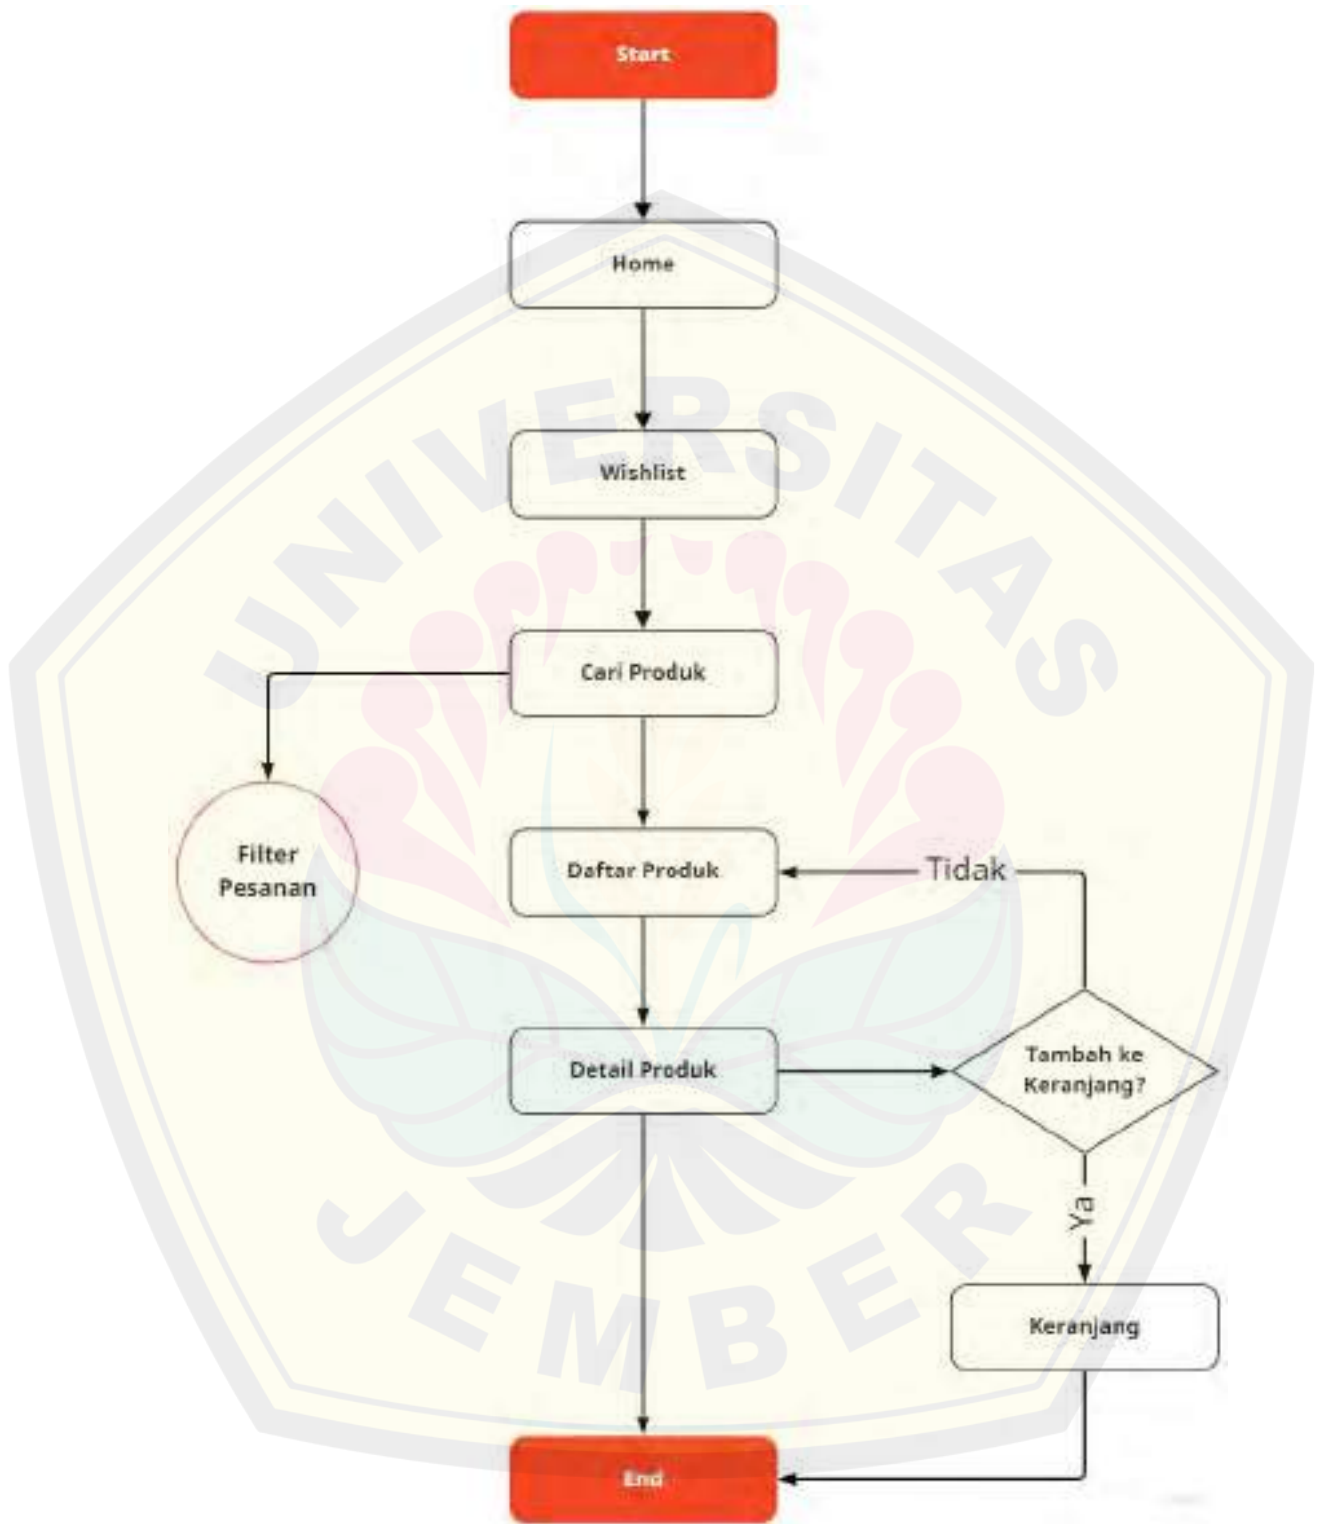 Start
Home
UNIVERSITAS
Wishlist
Cari Produk
Filter
Pesanan
Daftar Produk
Tidak
Detail Produk
Tambah ke
Keranjang?
Ya
JEMBER
Keranjang
End